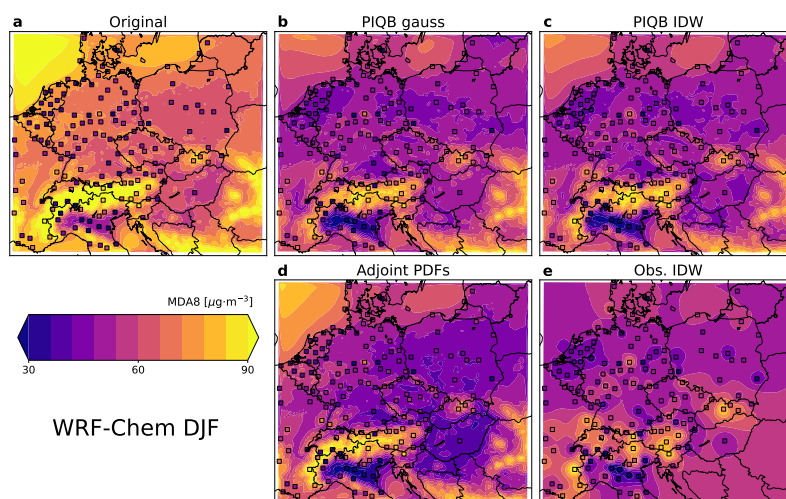 a Original
b PIQB gauss
c PIQB IDW
d Adjoint PDFs
e Obs. IDW
MDA8 [μg·m⁻³]
30 60 90
WRF-Chem DJF